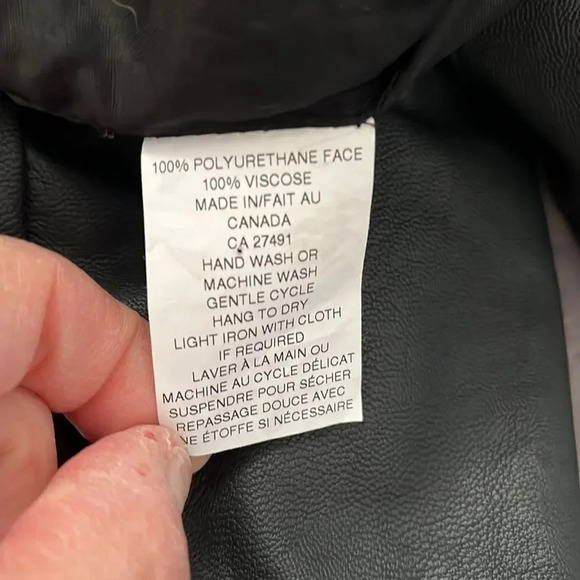 100% POLYURETHANE FACE
100% VISCOSE
MADE IN/FAIT AU
CANADA
CA 27491
HAND WASH OR
MACHINE WASH
GENTLE CYCLE
HANG TO DRY
LIGHT IRON WITH CLOTH
IF REQUIRED
LAVER À LA MAIN OU
MACHINE AU CYCLE DÉLICAT
SUSPENDRE POUR SÉCHER
REPASSAGE DOUCE AVEC
NE ÉTOFFE SI NÉCESSAIRE